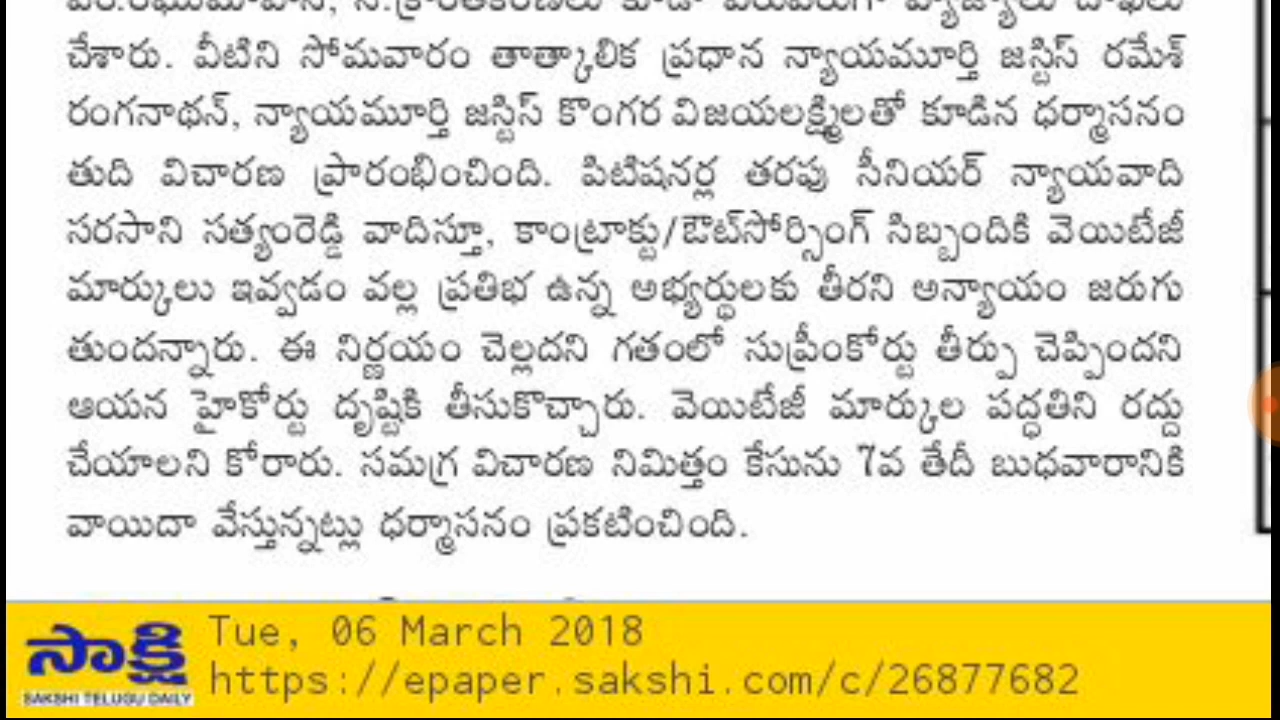 చేశారు. వీటిని సోమవారం తాత్కాలిక ప్రధాన న్యాయమూర్తి జస్టిస్ రమేశ్
రంగనాథన్, న్యాయమూర్తి జస్టిస్ కొంగర విజయలక్ష్మిలతో కూడిన ధర్మాసనం
తుది విచారణ ప్రారంభించింది. పిటిషనర్ల తరఫు సీనియర్ న్యాయవాది
సరసాని సత్యంరెడ్డి వాదిస్తూ, కాంట్రాక్టు/ఔట్‌సోర్సింగ్ సిబ్బందికి వెయిటేజీ
మార్కులు ఇవ్వడం వల్ల ప్రతిభ ఉన్న అభ్యర్థులకు తీరని అన్యాయం జరుగు
తుందన్నారు. ఈ నిర్ణయం చెల్లదని గతంలో సుప్రీంకోర్టు తీర్పు చెప్పిందని
ఆయన హైకోర్టు దృష్టికి తీసుకొచ్చారు. వెయిటేజీ మార్కుల పద్ధతిని రద్దు
చేయాలని కోరారు. సమగ్ర విచారణ నిమిత్తం కేసును 7వ తేదీ బుధవారానికి
వాయిదా వేస్తున్నట్లు ధర్మాసనం ప్రకటించింది.
సాక్షి
SAKSHI TELUGU DAILY
Tue, 06 March 2018
https://epaper.sakshi.com/c/26877682